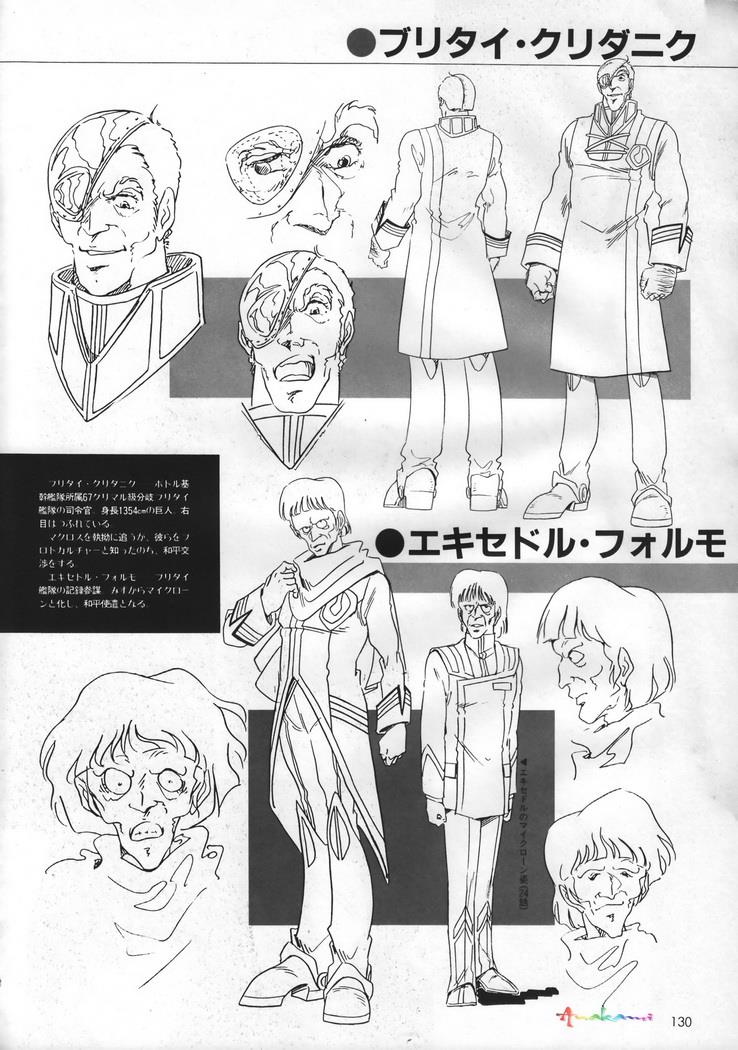 ●ブリタイ・クリダニク
ブリタイ・クリダニク ボドル基
幹艦隊所属67グリマル級分岐ブリタイ
艦隊の司令官 身長1354cmの巨人。右
目はつぶれている。
マクロスを執拗に追うが、彼らをプ
ロトカルチャーと知ったのち、和平交
渉をする。
エキセドル・フォルモ ブリタイ
艦隊の記録参謀 みずからマイクロー
ンと化し、和平使達となる。
●エキセドル・フォルモ
◀エキセドルのマイクローン姿(24話)
Anakami
130